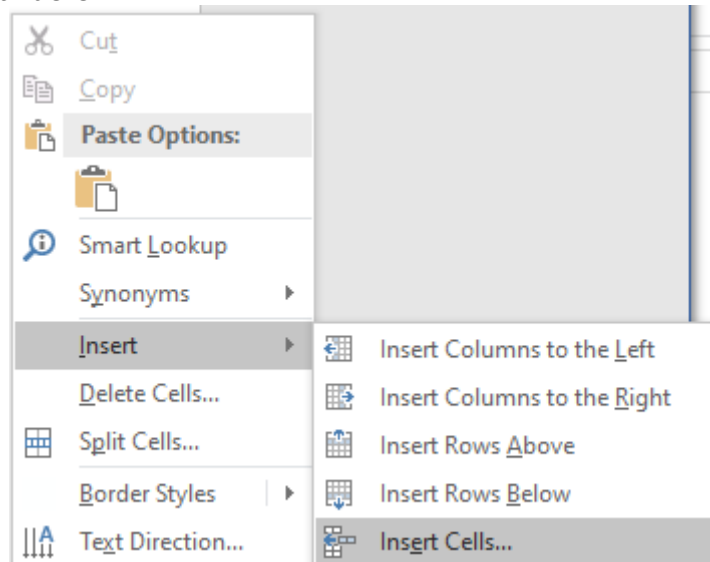 Cut
Copy
Paste Options:
Smart Lookup
Synonyms
Insert
Delete Cells...
Split Cells...
Border Styles
Text Direction...
Insert Columns to the Left
Insert Columns to the Right
Insert Rows Above
Insert Rows Below
Insert Cells...